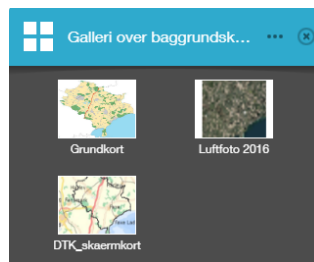 Galleri over baggrundsk...
Grundkort
Luftfoto 2016
DTK_skaermkort